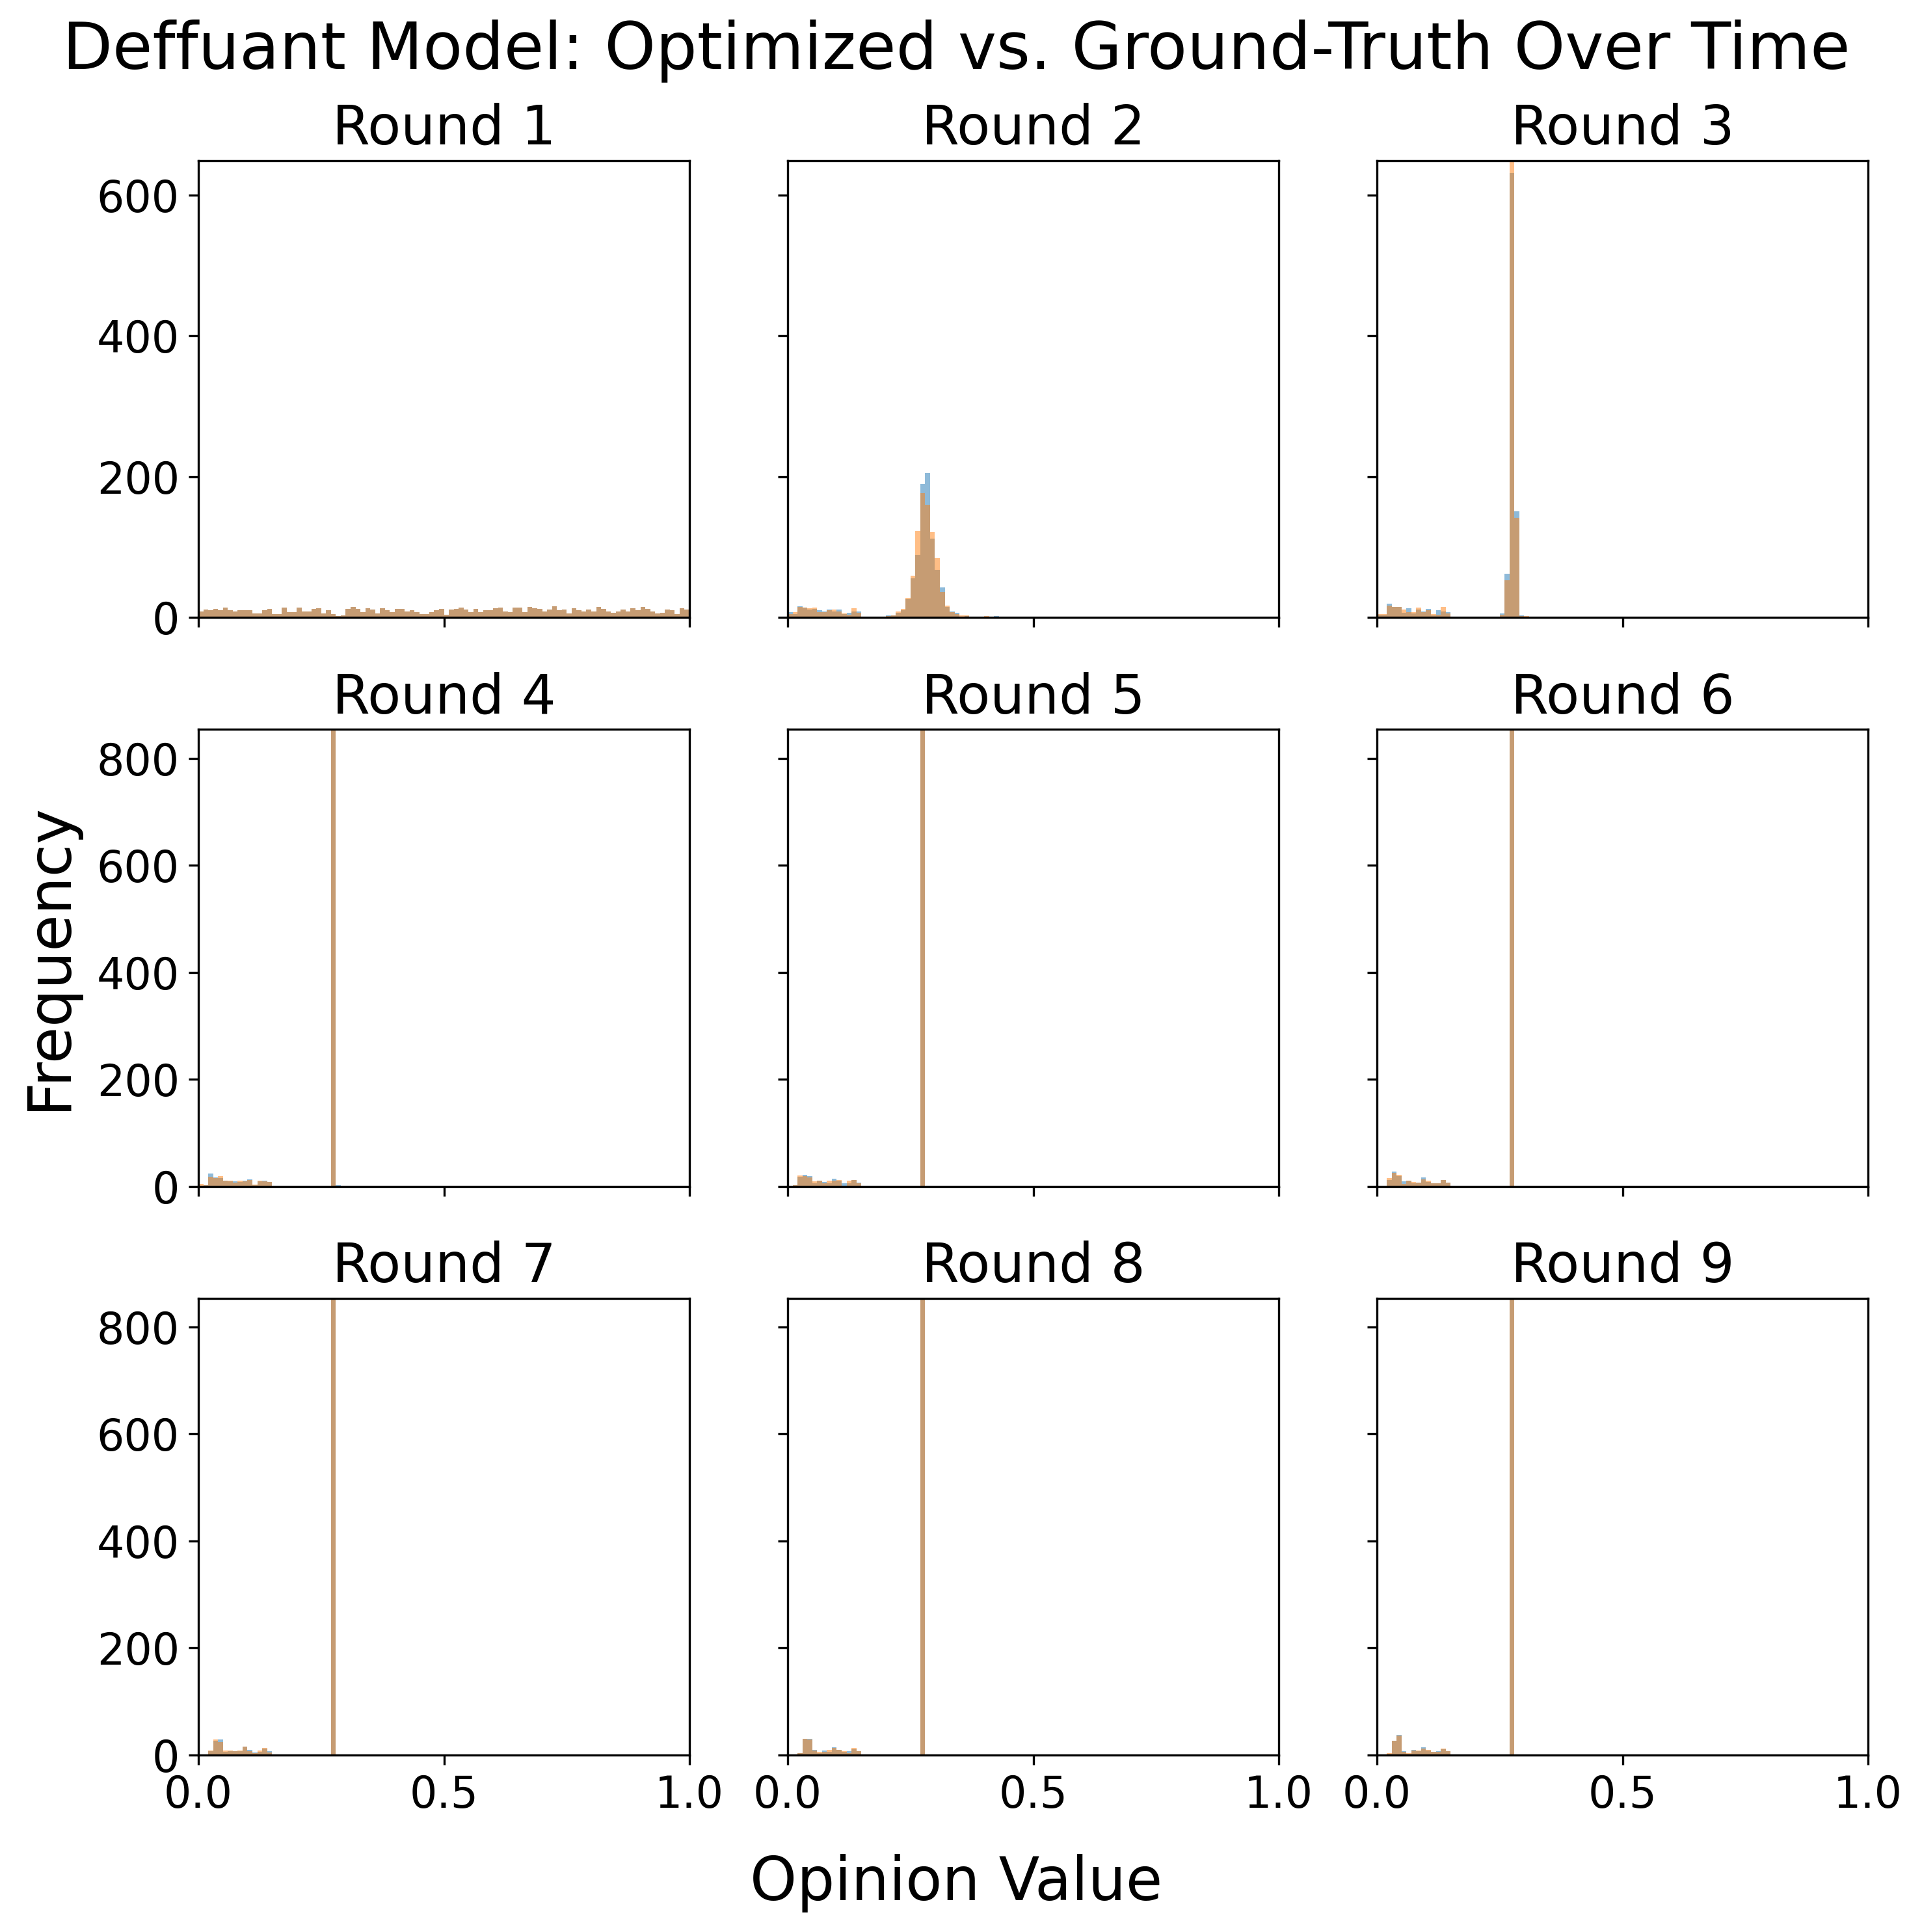 Deffuant Model: Optimized vs. Ground-Truth Over Time
Round 1
Round 2
Round 3
600
400
200
0
Round 4
Round 5
Round 6
800
600
400
200
0
Frequency
Round 7
Round 8
Round 9
800
600
400
200
0
0.0 0.5 1.0
0.0 0.5 1.0
0.0 0.5 1.0
Opinion Value